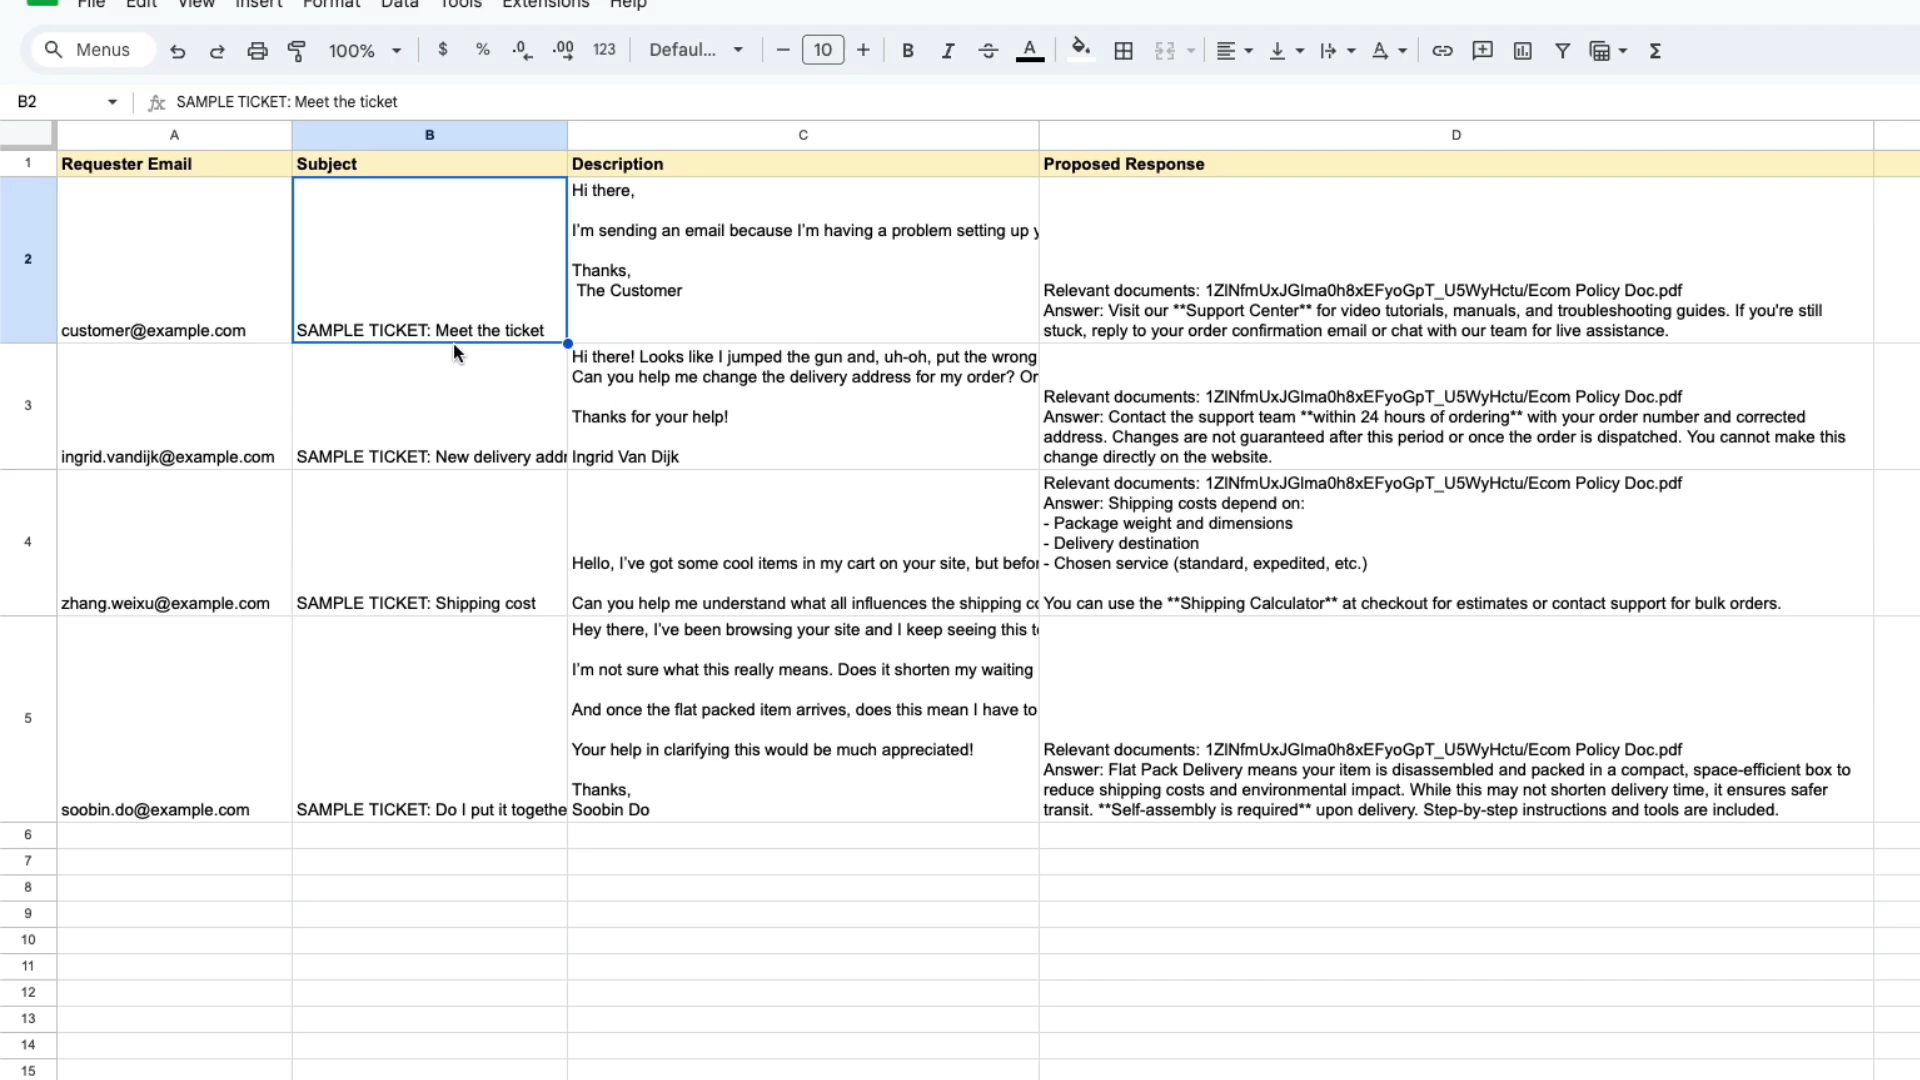 File Edit View Insert Format Data Tools Extensions Help
Menus 100% $ % .0 .00 123 Defaul... 10 B I S A
B2 fx SAMPLE TICKET: Meet the ticket
A B C D
1 Requester Email Subject Description Proposed Response
Hi there,
I'm sending an email because I'm having a problem setting up y
Thanks,
The Customer
2 customer@example.com SAMPLE TICKET: Meet the ticket
Relevant documents: 1ZlNfmUxJGlma0h8xEFyoGpT_U5WyHctu/Ecom Policy Doc.pdf
Answer: Visit our **Support Center** for video tutorials, manuals, and troubleshooting guides. If you're still
stuck, reply to your order confirmation email or chat with our team for live assistance.
Hi there! Looks like I jumped the gun and, uh-oh, put the wrong
Can you help me change the delivery address for my order? Or
Thanks for your help!
3 ingrid.vandijk@example.com SAMPLE TICKET: New delivery addr Ingrid Van Dijk
Relevant documents: 1ZlNfmUxJGlma0h8xEFyoGpT_U5WyHctu/Ecom Policy Doc.pdf
Answer: Contact the support team **within 24 hours of ordering** with your order number and corrected
address. Changes are not guaranteed after this period or once the order is dispatched. You cannot make this
change directly on the website.
4 zhang.weixu@example.com SAMPLE TICKET: Shipping cost
Hello, I've got some cool items in my cart on your site, but befor
Can you help me understand what all influences the shipping co
Relevant documents: 1ZlNfmUxJGlma0h8xEFyoGpT_U5WyHctu/Ecom Policy Doc.pdf
Answer: Shipping costs depend on:
- Package weight and dimensions
- Delivery destination
- Chosen service (standard, expedited, etc.)
You can use the **Shipping Calculator** at checkout for estimates or contact support for bulk orders.
Hey there, I've been browsing your site and I keep seeing this te
I'm not sure what this really means. Does it shorten my waiting
And once the flat packed item arrives, does this mean I have to
Your help in clarifying this would be much appreciated!
Thanks,
5 soobin.do@example.com SAMPLE TICKET: Do I put it togethe Soobin Do
Relevant documents: 1ZlNfmUxJGlma0h8xEFyoGpT_U5WyHctu/Ecom Policy Doc.pdf
Answer: Flat Pack Delivery means your item is disassembled and packed in a compact, space-efficient box to
reduce shipping costs and environmental impact. While this may not shorten delivery time, it ensures safer
transit. **Self-assembly is required** upon delivery. Step-by-step instructions and tools are included.
6
7
8
9
10
11
12
13
14
15